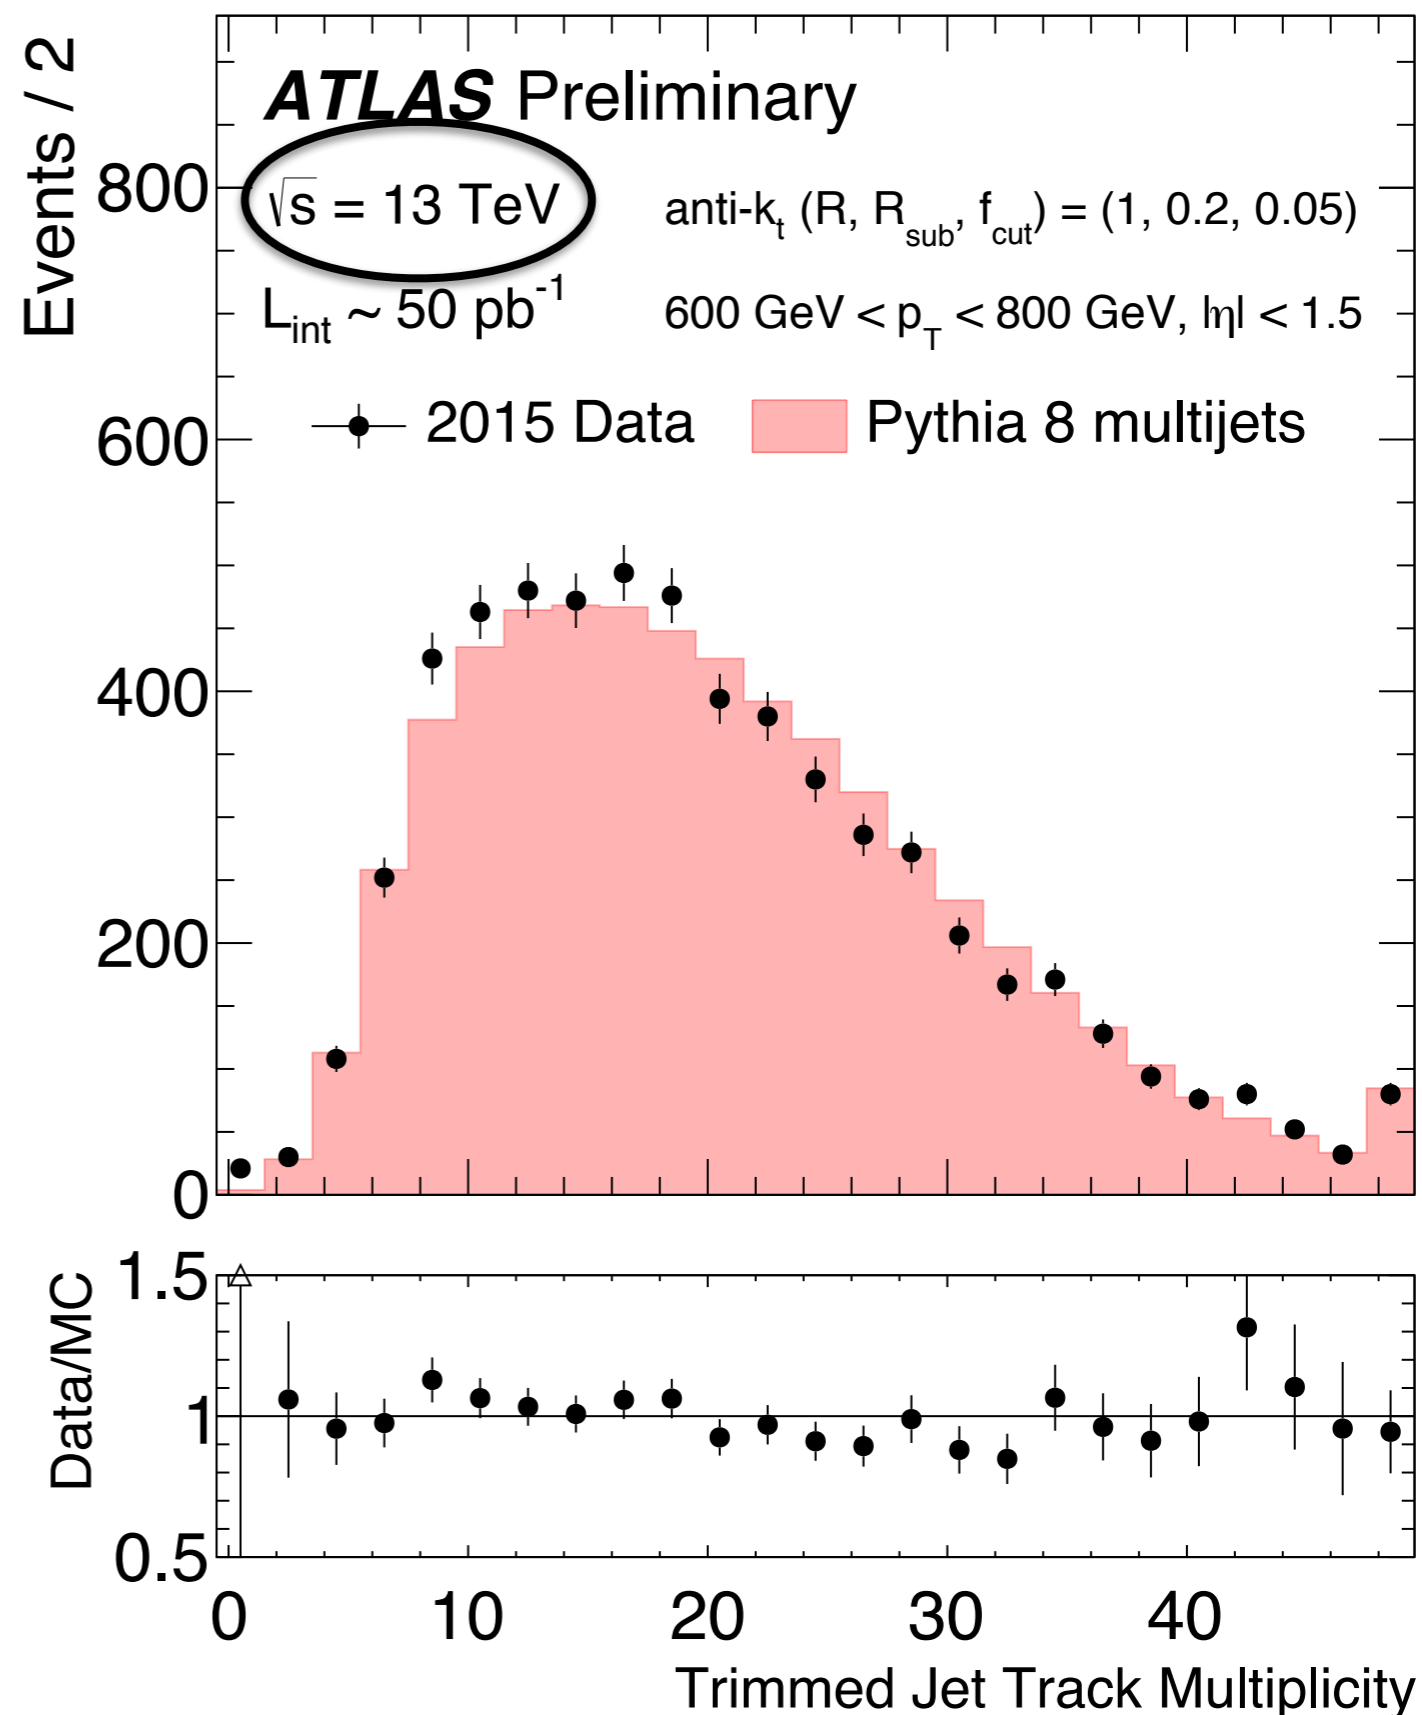 Events / 2
ATLAS Preliminary
√s = 13 TeV
anti-kt (R, Rsub, fcut) = (1, 0.2, 0.05)
Lint ~ 50 pb-1
600 GeV < pT < 800 GeV, |η| < 1.5
2015 Data
Pythia 8 multijets
800
600
400
200
0
Data/MC
1.5
1
0.5
0 10 20 30 40
Trimmed Jet Track Multiplicity